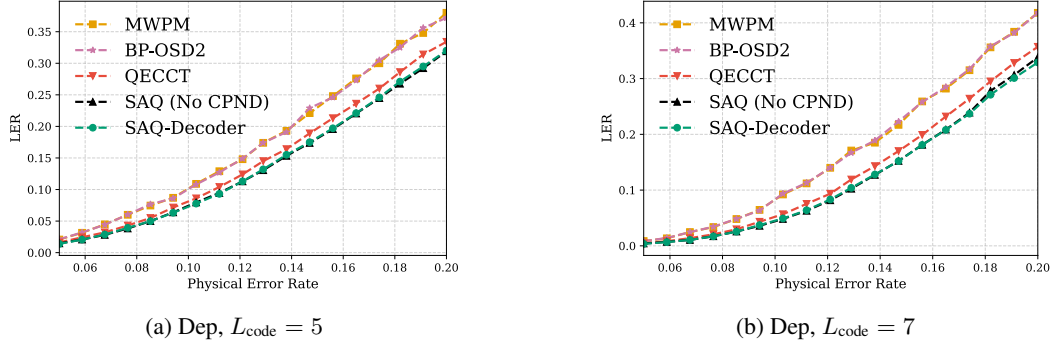 MWPM
BP-OSD2
QECCT
SAQ (No CPND)
SAQ-Decoder
LER
0.35
0.30
0.25
0.20
0.15
0.10
0.05
0.00
0.06 0.08 0.10 0.12 0.14 0.16 0.18 0.20
Physical Error Rate
(a) Dep, L_code = 5
MWPM
BP-OSD2
QECCT
SAQ (No CPND)
SAQ-Decoder
LER
0.4
0.3
0.2
0.1
0.0
0.06 0.08 0.10 0.12 0.14 0.16 0.18 0.20
Physical Error Rate
(b) Dep, L_code = 7